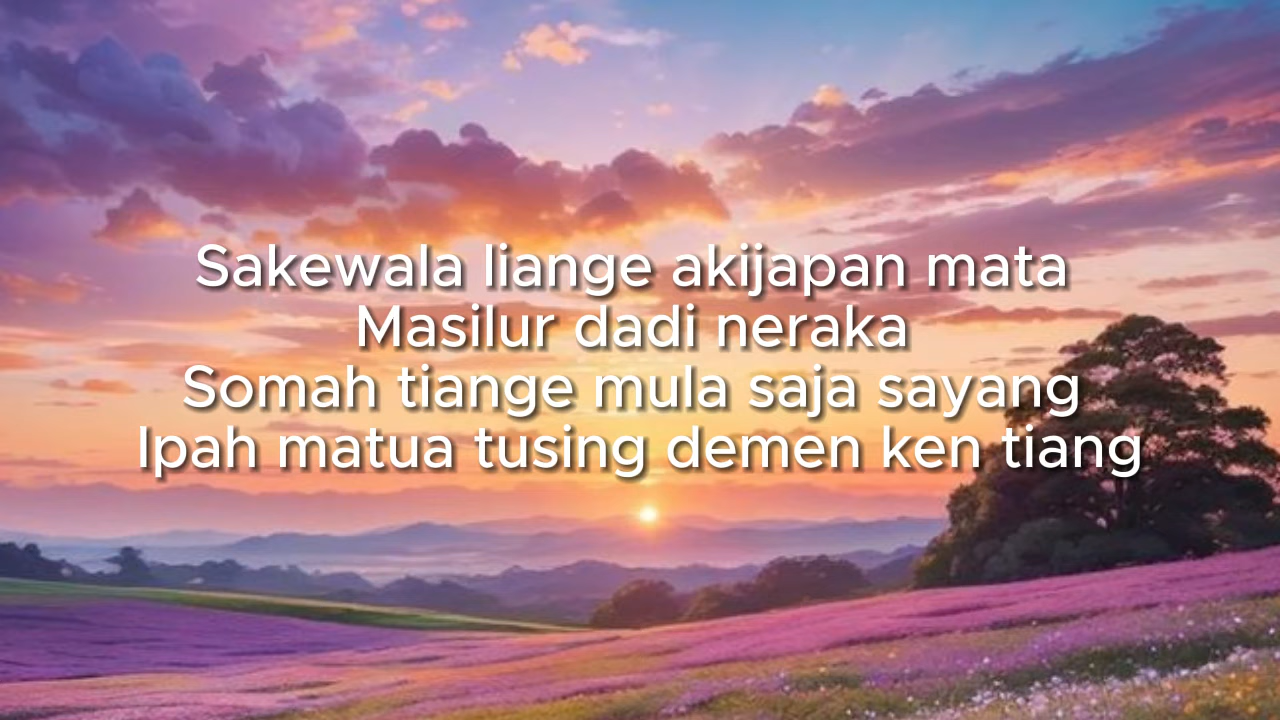 Sakewala liange akijapan mata
Masilur dadi neraka
Somah tiange mula saja sayang
Ipah matua tusing demen ken tiang